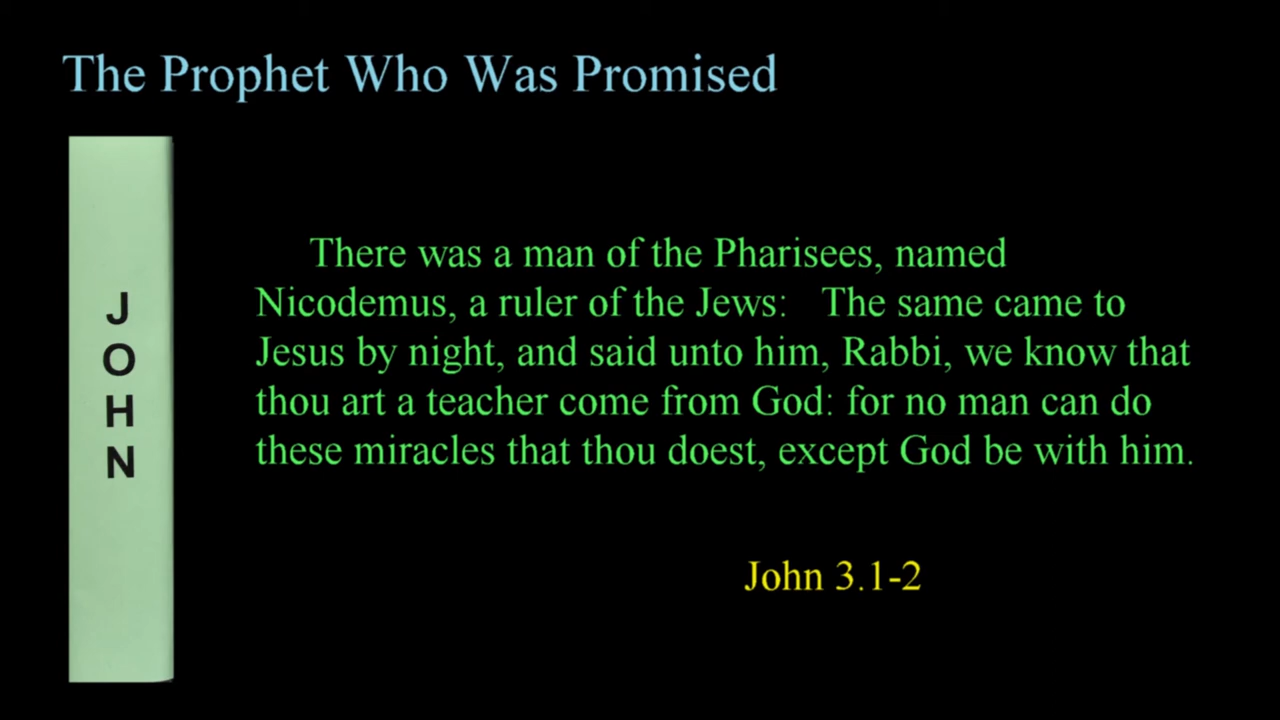 The Prophet Who Was Promised
JOHN
There was a man of the Pharisees, named
Nicodemus, a ruler of the Jews:   The same came to
Jesus by night, and said unto him, Rabbi, we know that
thou art a teacher come from God: for no man can do
these miracles that thou doest, except God be with him.
John 3.1-2